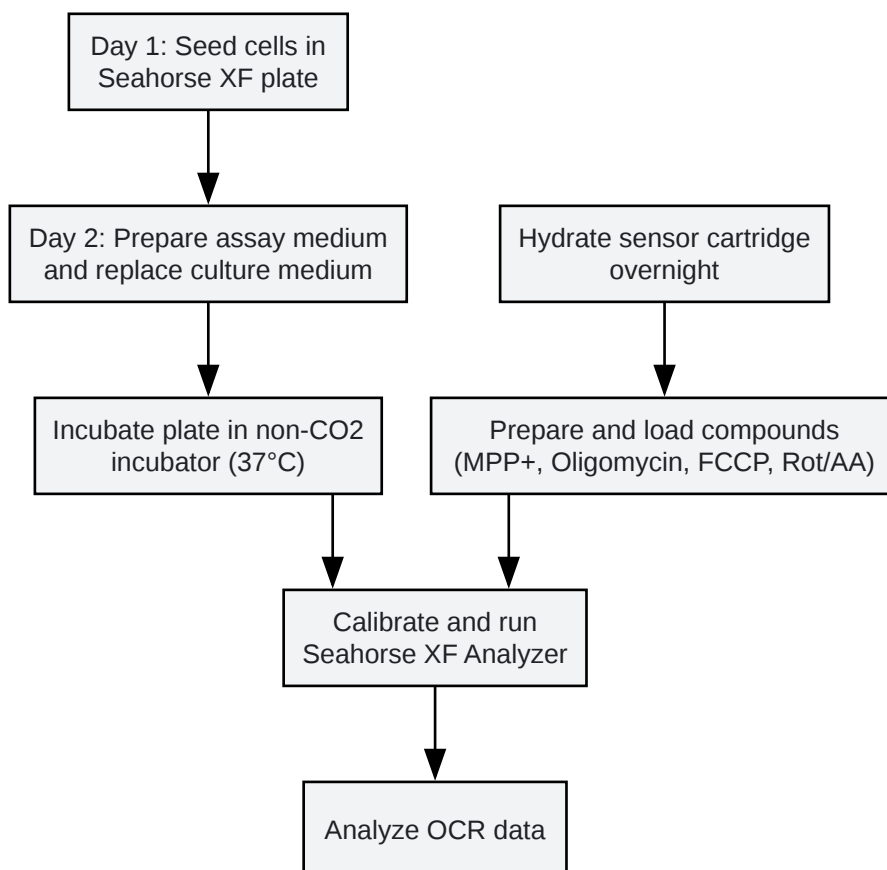 Day 1: Seed cells in
Seahorse XF plate
Day 2: Prepare assay medium
and replace culture medium
Hydrate sensor cartridge
overnight
Incubate plate in non-CO2
incubator (37°C)
Prepare and load compounds
(MPP+, Oligomycin, FCCP, Rot/AA)
Calibrate and run
Seahorse XF Analyzer
Analyze OCR data